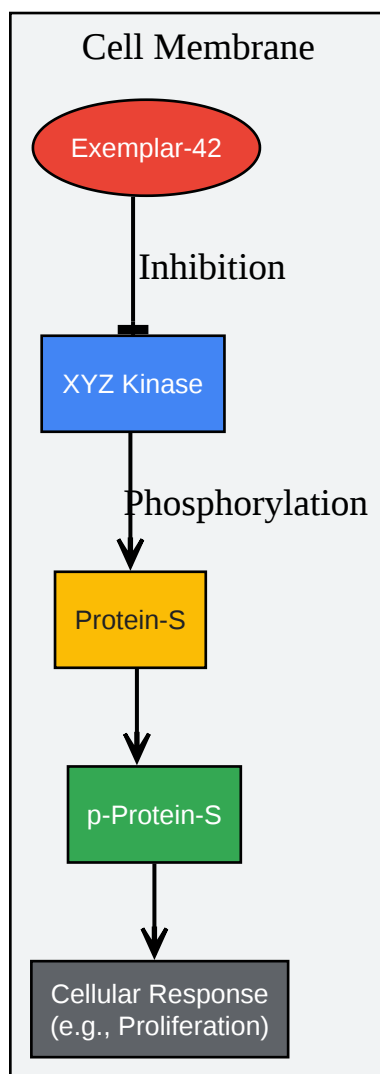 Cell Membrane
Exemplar-42
Inhibition
XYZ Kinase
Phosphorylation
Protein-S
p-Protein-S
Cellular Response
(e.g., Proliferation)